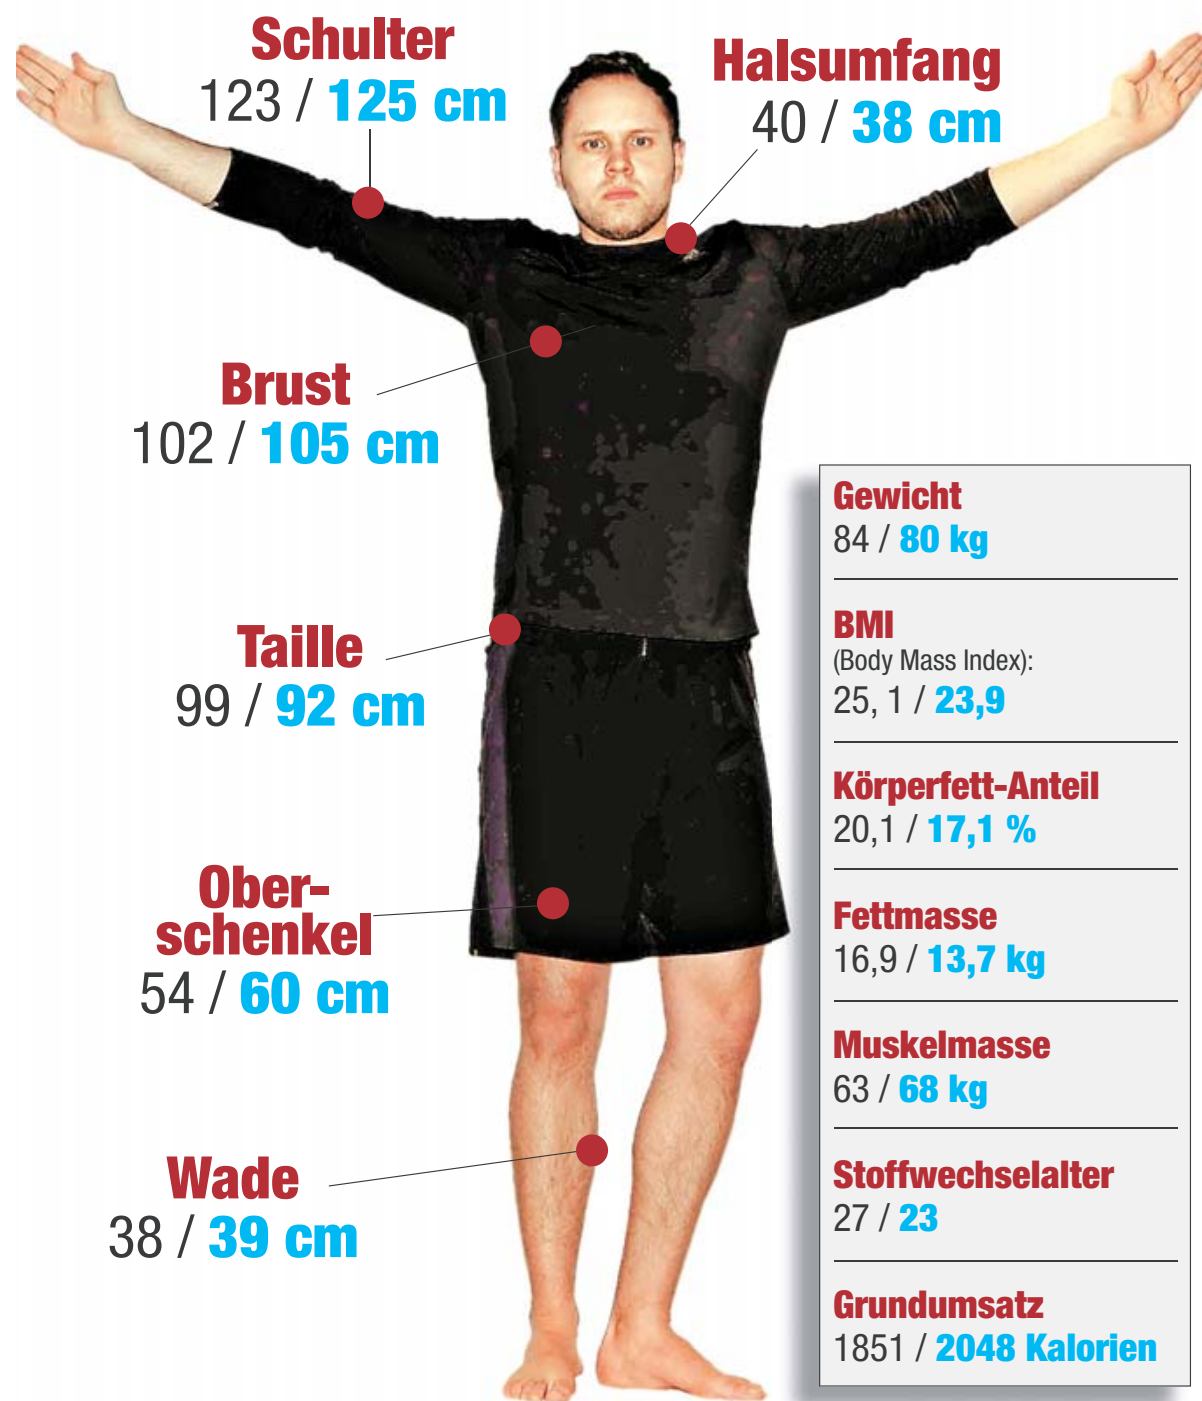 Schulter
123 / 125 cm
Halsumfang
40 / 38 cm
Brust
102 / 105 cm
Taille
99 / 92 cm
Ober-
schenkel
54 / 60 cm
Wade
38 / 39 cm
Gewicht
84 / 80 kg
BMI
(Body Mass Index):
25, 1 / 23,9
Körperfett-Anteil
20,1 / 17,1 %
Fettmasse
16,9 / 13,7 kg
Muskelmasse
63 / 68 kg
Stoffwechselalter
27 / 23
Grundumsatz
1851 / 2048 Kalorien